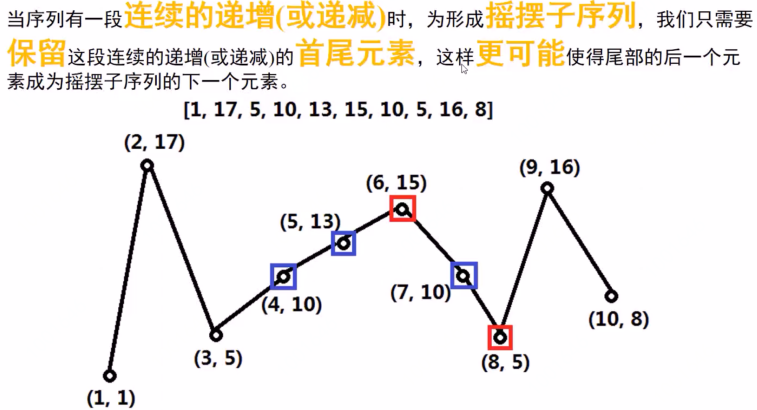 当序列有一段连续的递增(或递减)时，为形成摇摆子序列，我们只需要
保留这段连续的递增(或递减)的首尾元素，这样更可能使得尾部的后一个元
素成为摇摆子序列的下一个元素。
[1, 17, 5, 10, 13, 15, 10, 5, 16, 8]
(2, 17)
(9, 16)
(6, 15)
(5, 13)
(4, 10)
(7, 10)
(10, 8)
(3, 5)
(8, 5)
(1, 1)